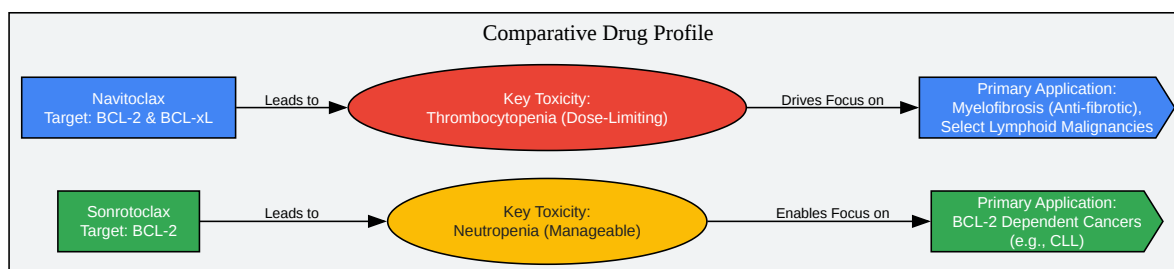 Comparative Drug Profile
Navitoclax
Target: BCL-2 & BCL-xL
Leads to
Key Toxicity:
Thrombocytopenia (Dose-Limiting)
Drives Focus on
Primary Application:
Myelofibrosis (Anti-fibrotic),
Select Lymphoid Malignancies
Sonrotoclax
Target: BCL-2
Leads to
Key Toxicity:
Neutropenia (Manageable)
Enables Focus on
Primary Application:
BCL-2 Dependent Cancers
(e.g., CLL)